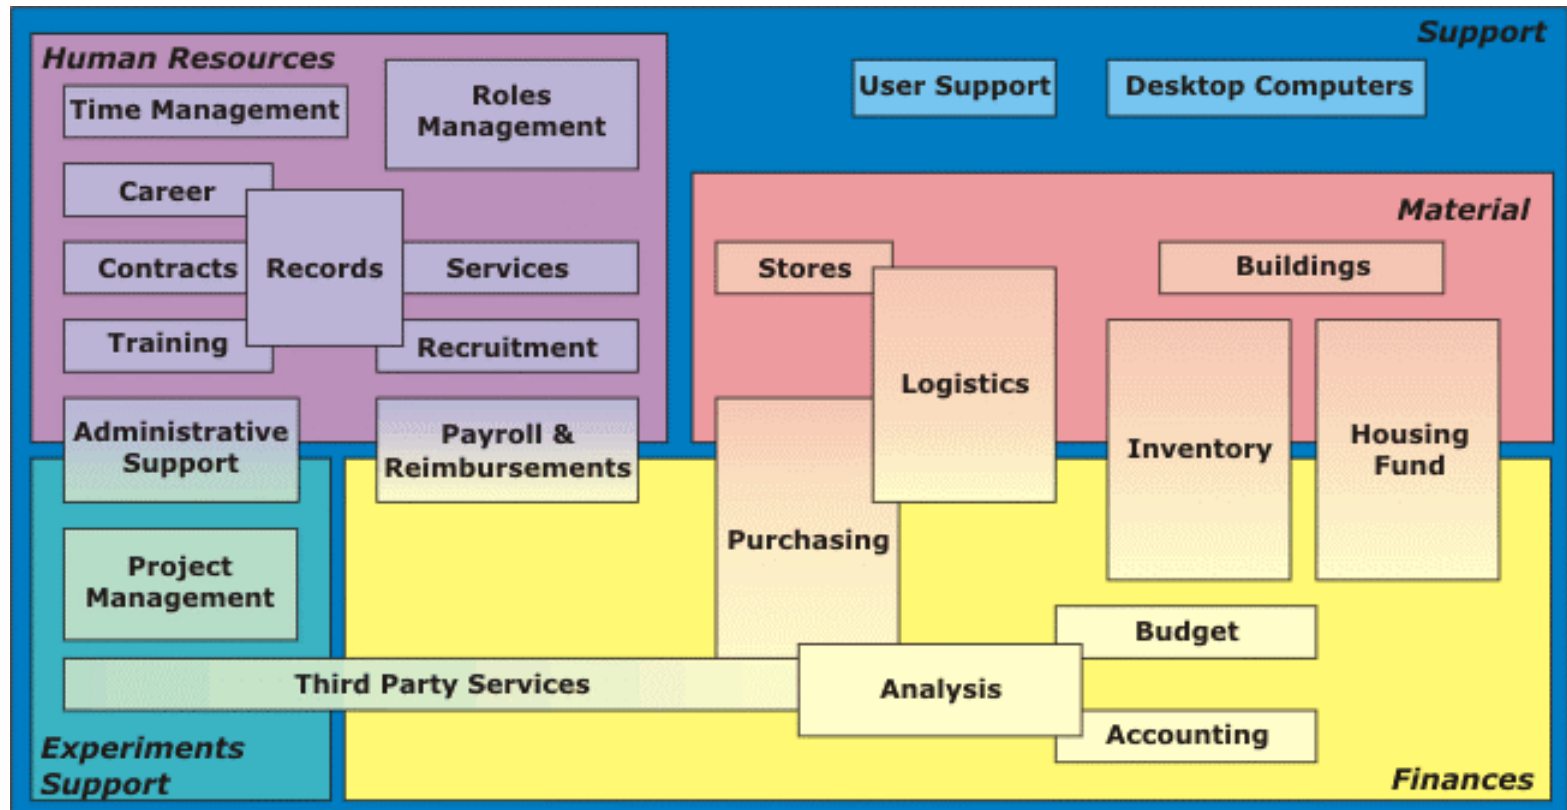 Support
Human Resources
Time Management
Roles
Management
User Support
Desktop Computers
Career
Material
Contracts
Records
Services
Stores
Buildings
Training
Recruitment
Logistics
Administrative
Support
Payroll &
Reimbursements
Inventory
Housing
Fund
Purchasing
Project
Management
Budget
Third Party Services
Analysis
Accounting
Experiments
Support
Finances